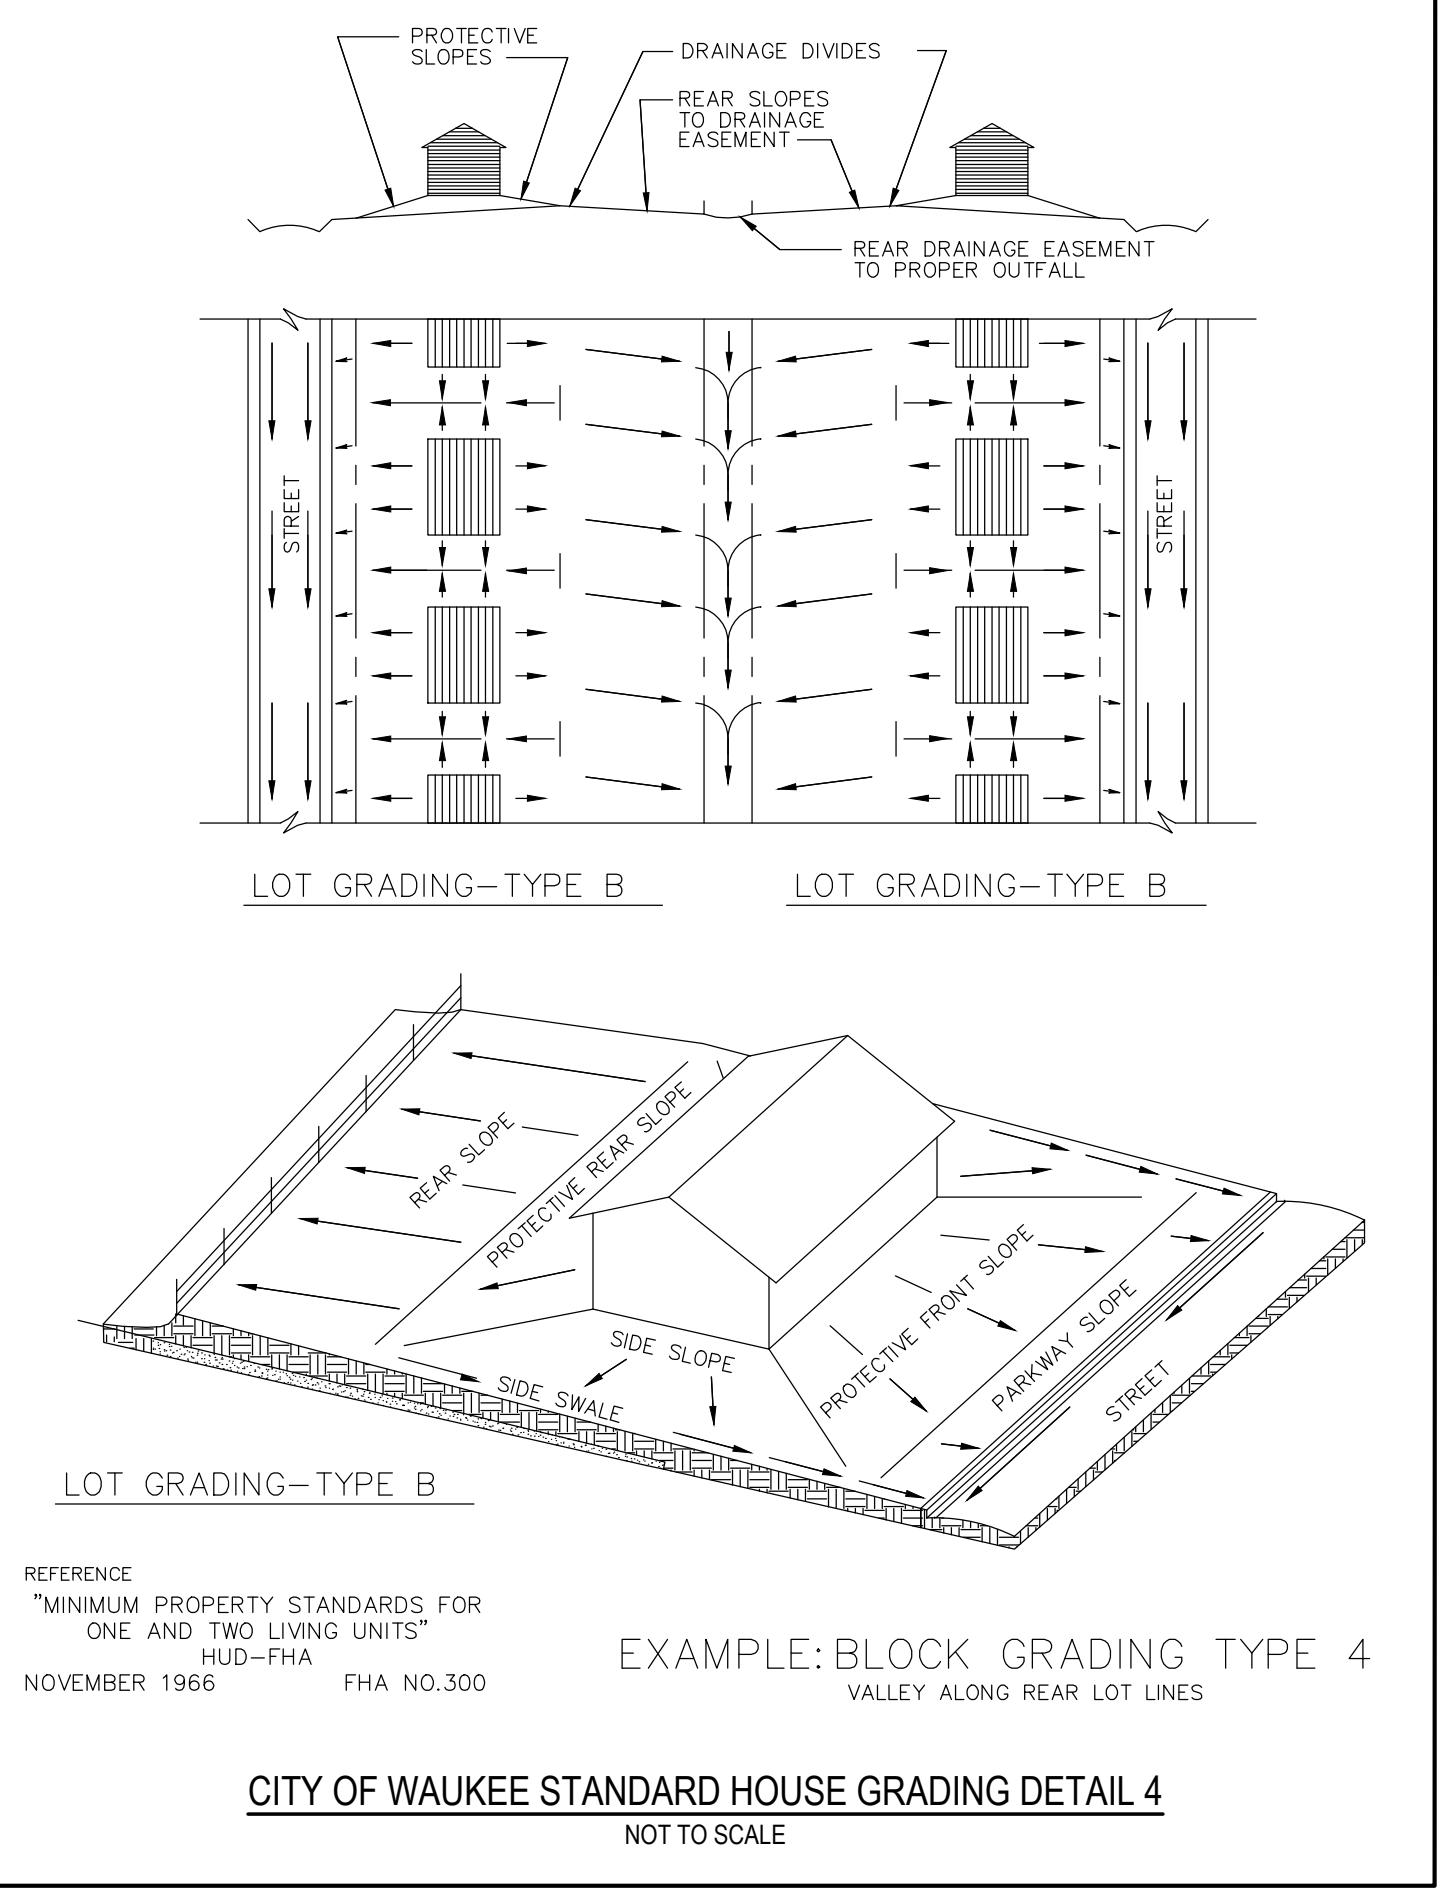 PROTECTIVE
SLOPES
DRAINAGE DIVIDES
REAR SLOPES
TO DRAINAGE
EASEMENT
REAR DRAINAGE EASEMENT
TO PROPER OUTFALL
STREET
STREET
LOT GRADING-TYPE B
LOT GRADING-TYPE B
REAR SLOPE
PROTECTIVE REAR SLOPE
SIDE SLOPE
SIDE SWALE
PROTECTIVE FRONT SLOPE
PARKWAY SLOPE
STREET
LOT GRADING-TYPE B
REFERENCE
"MINIMUM PROPERTY STANDARDS FOR
ONE AND TWO LIVING UNITS"
HUD-FHA
NOVEMBER 1966 FHA NO.300
EXAMPLE: BLOCK GRADING TYPE 4
VALLEY ALONG REAR LOT LINES
CITY OF WAUKEE STANDARD HOUSE GRADING DETAIL 4
NOT TO SCALE